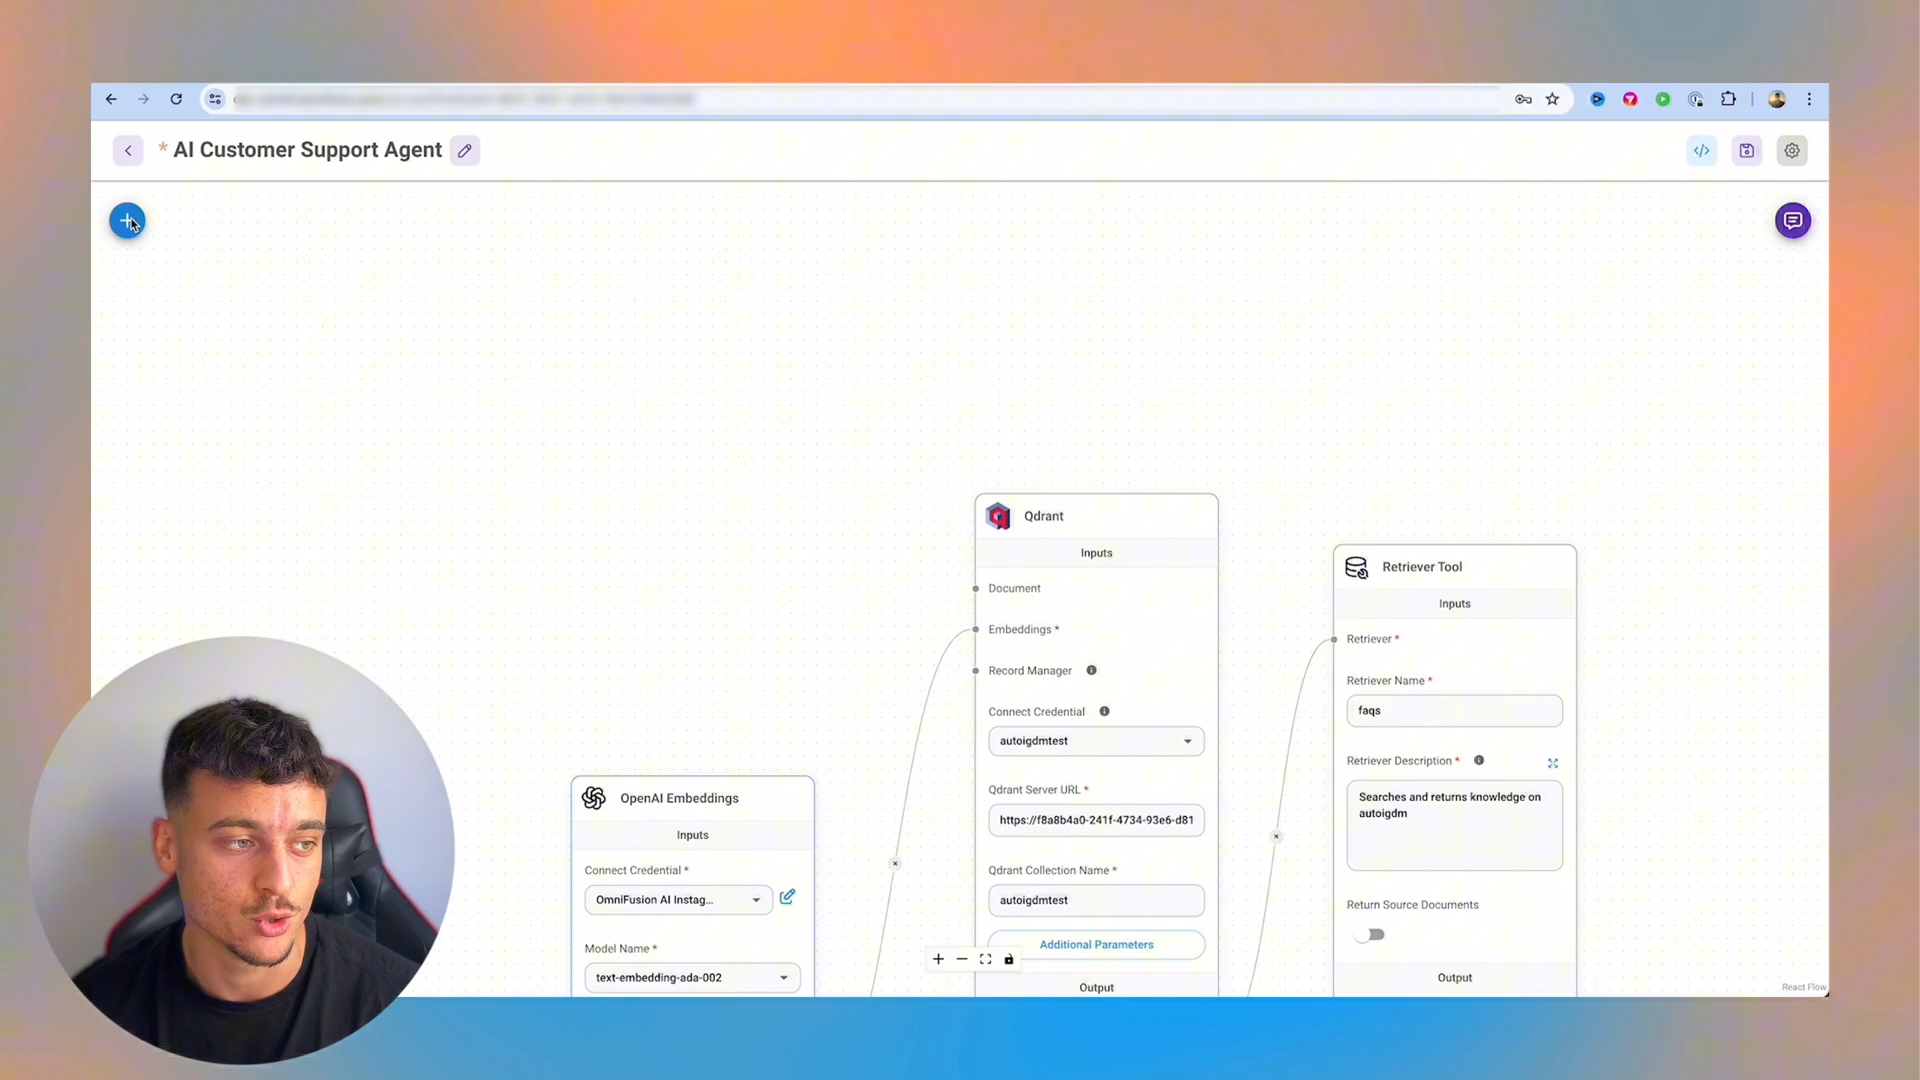 * AI Customer Support Agent
Qdrant
Inputs
Document
Embeddings *
Record Manager
Connect Credential
autoigdmtest
Qdrant Server URL *
https://f8a8b4a0-241f-4734-93e6-d81
Qdrant Collection Name *
autoigdmtest
Additional Parameters
Output
Retriever Tool
Inputs
Retriever *
Retriever Name *
faqs
Retriever Description *
Searches and returns knowledge on
autoigdm
Return Source Documents
Output
OpenAI Embeddings
Inputs
Connect Credential *
OmniFusion AI Instag...
Model Name *
text-embedding-ada-002
React Flow